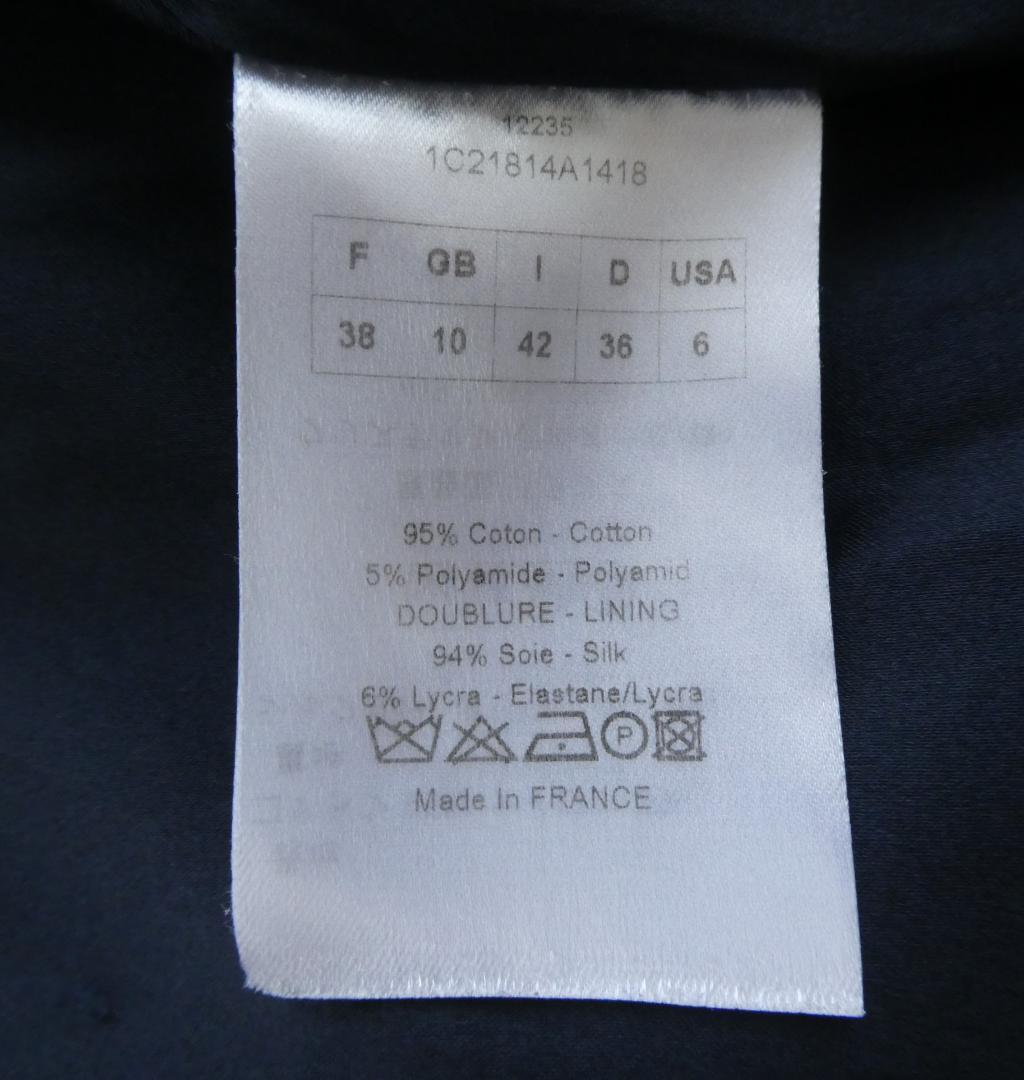 12235
1C21814A1418
F GB I D USA
38 10 42 36 6
95% Coton - Cotton
5% Polyamide - Polyamid
DOUBLURE - LINING
94% Soie - Silk
6% Lycra - Elastane/Lycra
P
Made In FRANCE